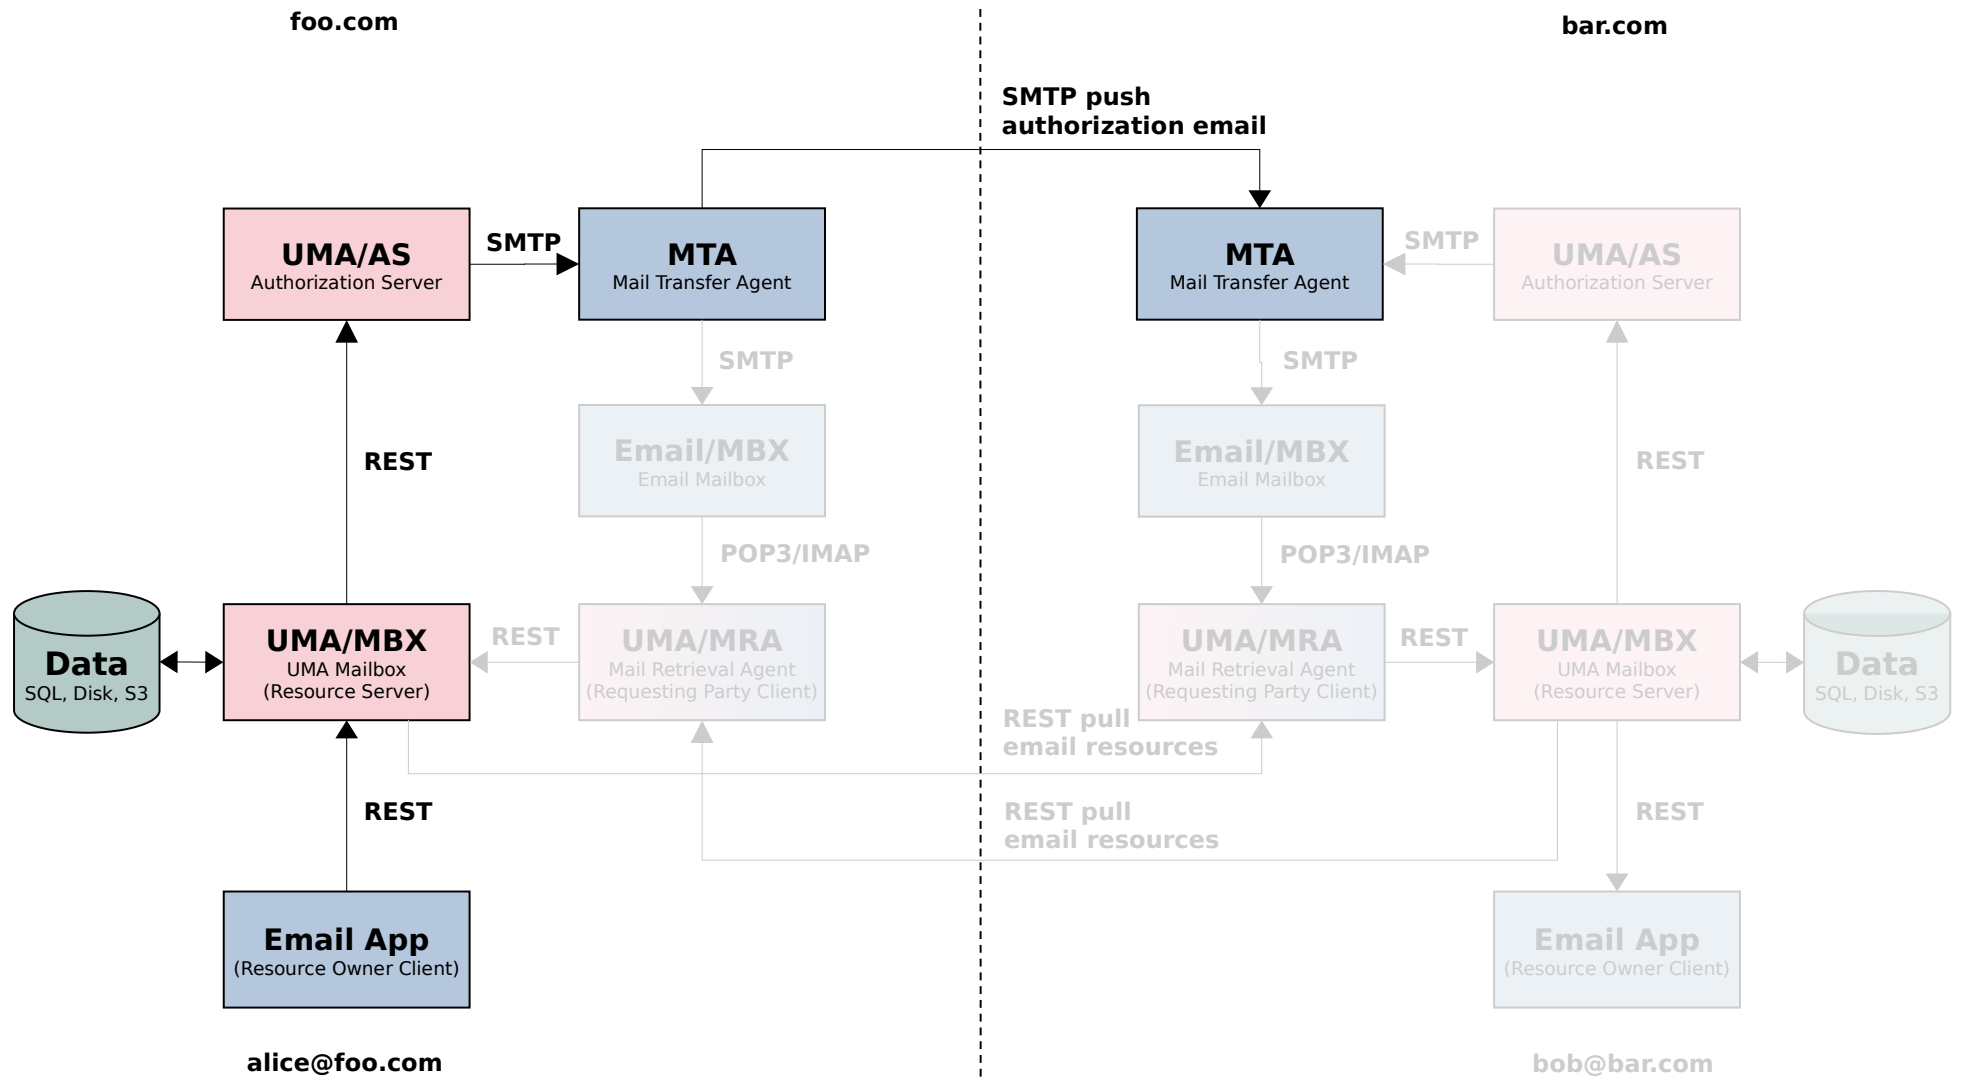 foo.com
bar.com
SMTP push
authorization email
UMA/AS
Authorization Server
SMTP
MTA
Mail Transfer Agent
MTA
Mail Transfer Agent
SMTP
UMA/AS
Authorization Server
SMTP
SMTP
Email/MBX
Email Mailbox
Email/MBX
Email Mailbox
REST
REST
POP3/IMAP
POP3/IMAP
Data
SQL, Disk, S3
UMA/MBX
UMA Mailbox
(Resource Server)
REST
UMA/MRA
Mail Retrieval Agent
(Requesting Party Client)
UMA/MRA
Mail Retrieval Agent
(Requesting Party Client)
REST
UMA/MBX
UMA Mailbox
(Resource Server)
Data
SQL, Disk, S3
REST pull
email resources
REST
REST pull
email resources
REST
Email App
(Resource Owner Client)
Email App
(Resource Owner Client)
alice@foo.com
bob@bar.com